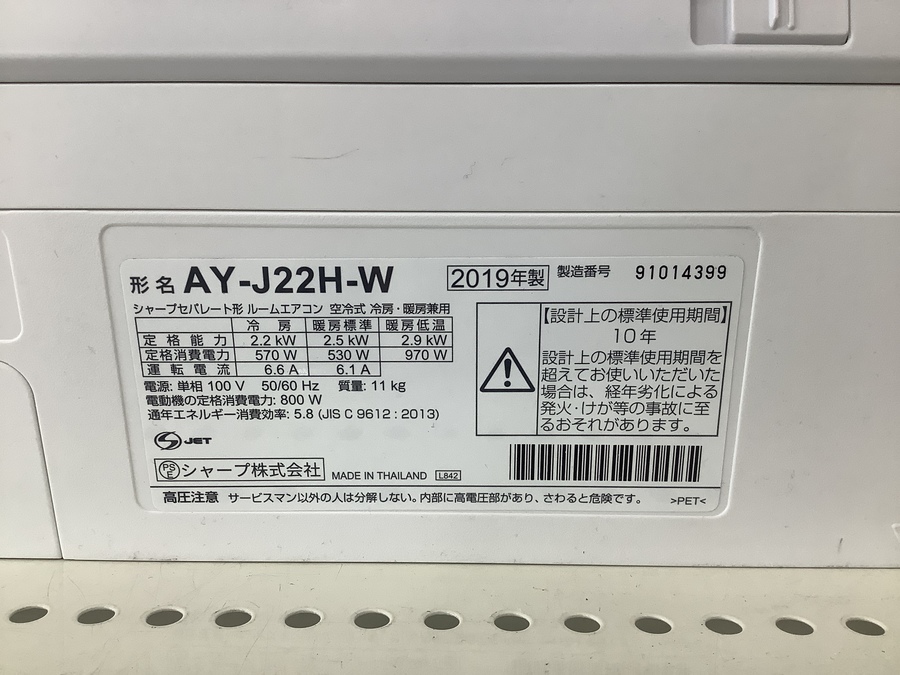 形名 AY-J22H-W 2019年製 製造番号 91014399
シャープセパレート形 ルームエアコン 空冷式 冷房・暖房兼用
冷房 暖房標準 暖房低温
定格能力 2.2 kW 2.5 kW 2.9 kW
定格消費電力 570 W 530 W 970 W
運転電流 6.6 A 6.1 A
電源: 単相 100 V 50/60 Hz 質量: 11 kg
電動機の定格消費電力: 800 W
通年エネルギー消費効率: 5.8 (JIS C 9612 : 2013)
S JET
PSE シャープ株式会社 MADE IN THAILAND L842
【設計上の標準使用期間】
10年
設計上の標準使用期間を
超えてお使いいただいた
場合は、経年劣化による
発火・けが等の事故に至
るおそれがあります。
高圧注意 サービスマン以外の人は分解しない。内部に高電圧部があり、さわると危険です。 >PET<